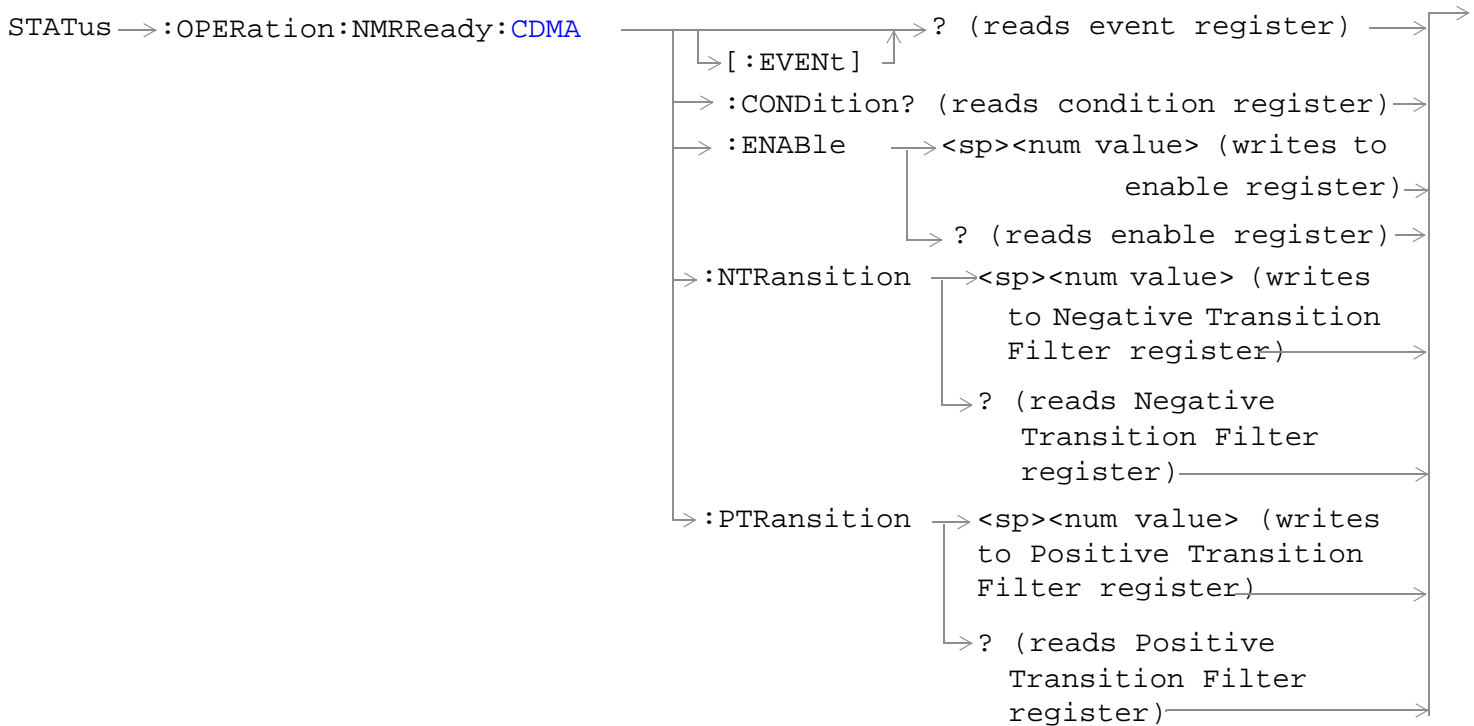 STATus :OPERation:NMRReady:CDMA ? (reads event register)
[:EVENt]
:CONDition? (reads condition register)
:ENABle <sp><num value> (writes to
enable register)
? (reads enable register)
:NTRansition <sp><num value> (writes
to Negative Transition
Filter register)
? (reads Negative
Transition Filter
register)
:PTRansition <sp><num value> (writes
to Positive Transition
Filter register)
? (reads Positive
Transition Filter
register)